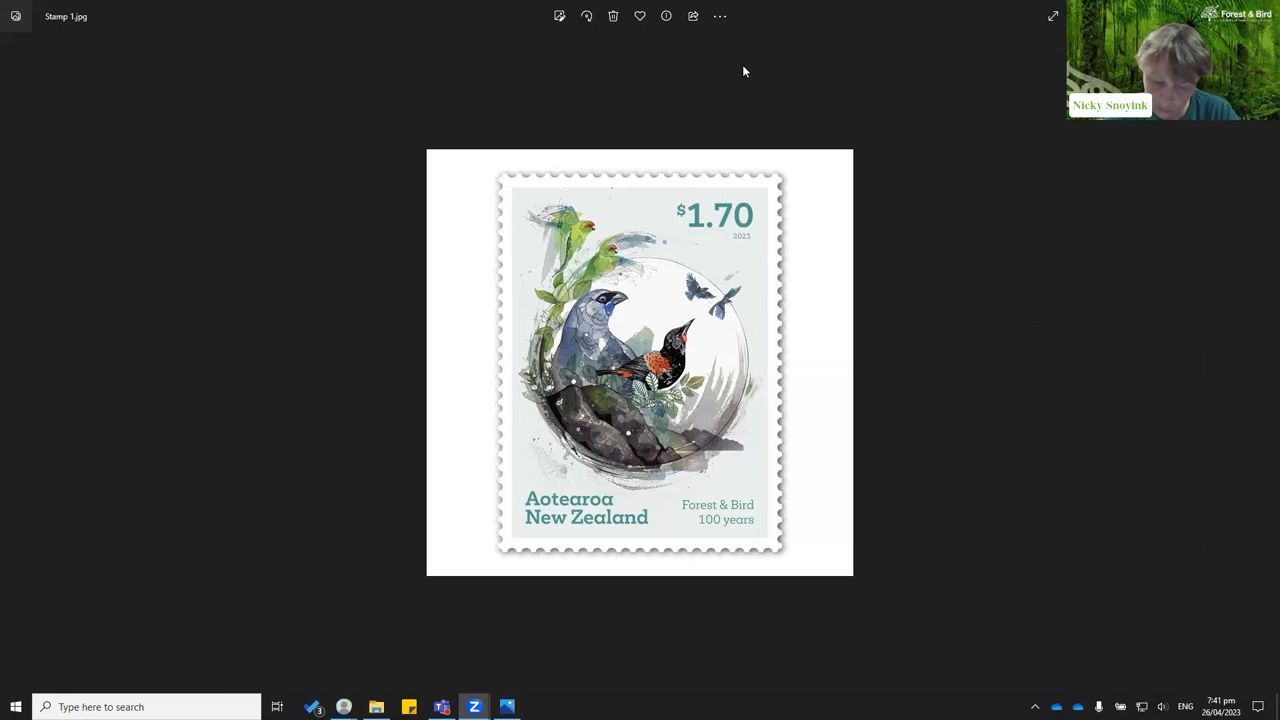 Stamp 1.jpg
Forest & Bird
Nicky Snoyink
$1.70
2023
Aotearoa
New Zealand
Forest & Bird
100 years
Type here to search
3
Z
ENG
7:41 pm
26/04/2023